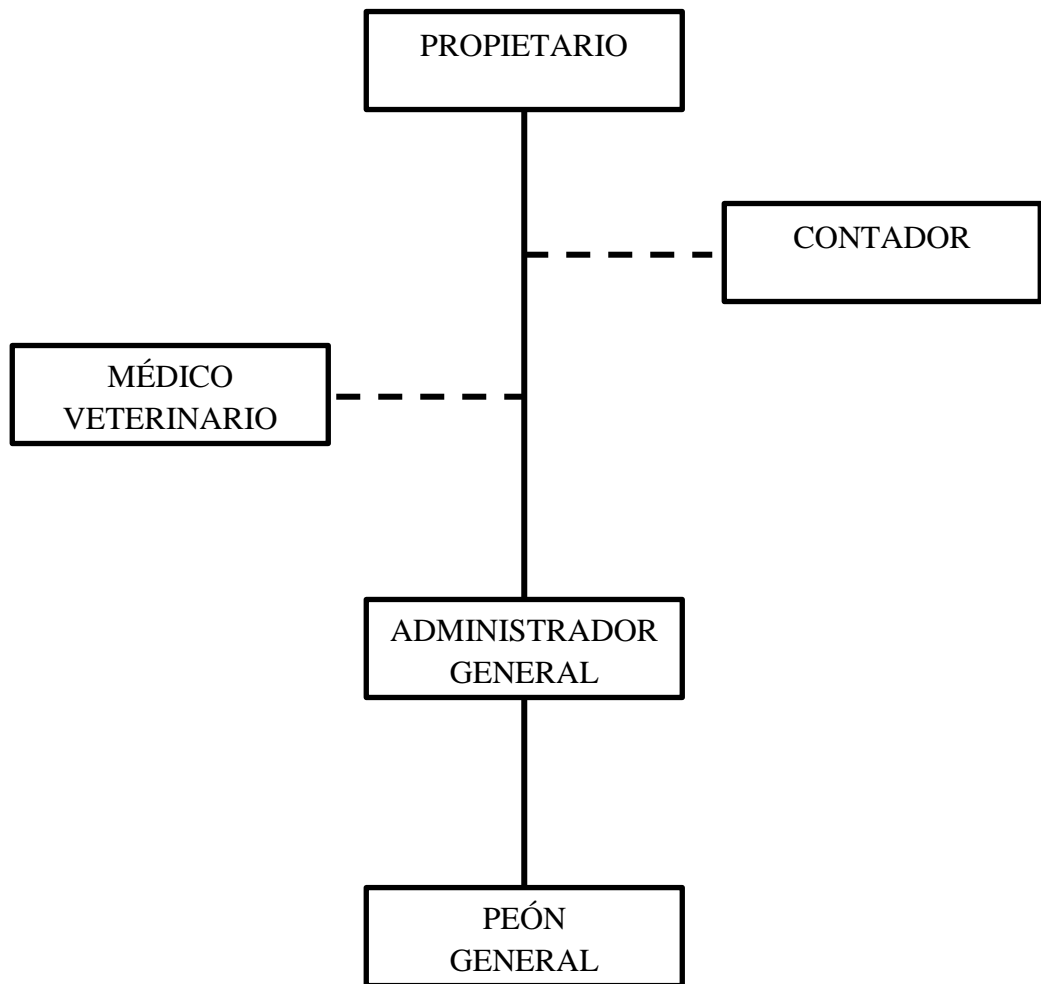 PROPIETARIO
CONTADOR
MÉDICO
VETERINARIO
ADMINISTRADOR
GENERAL
PEÓN
GENERAL